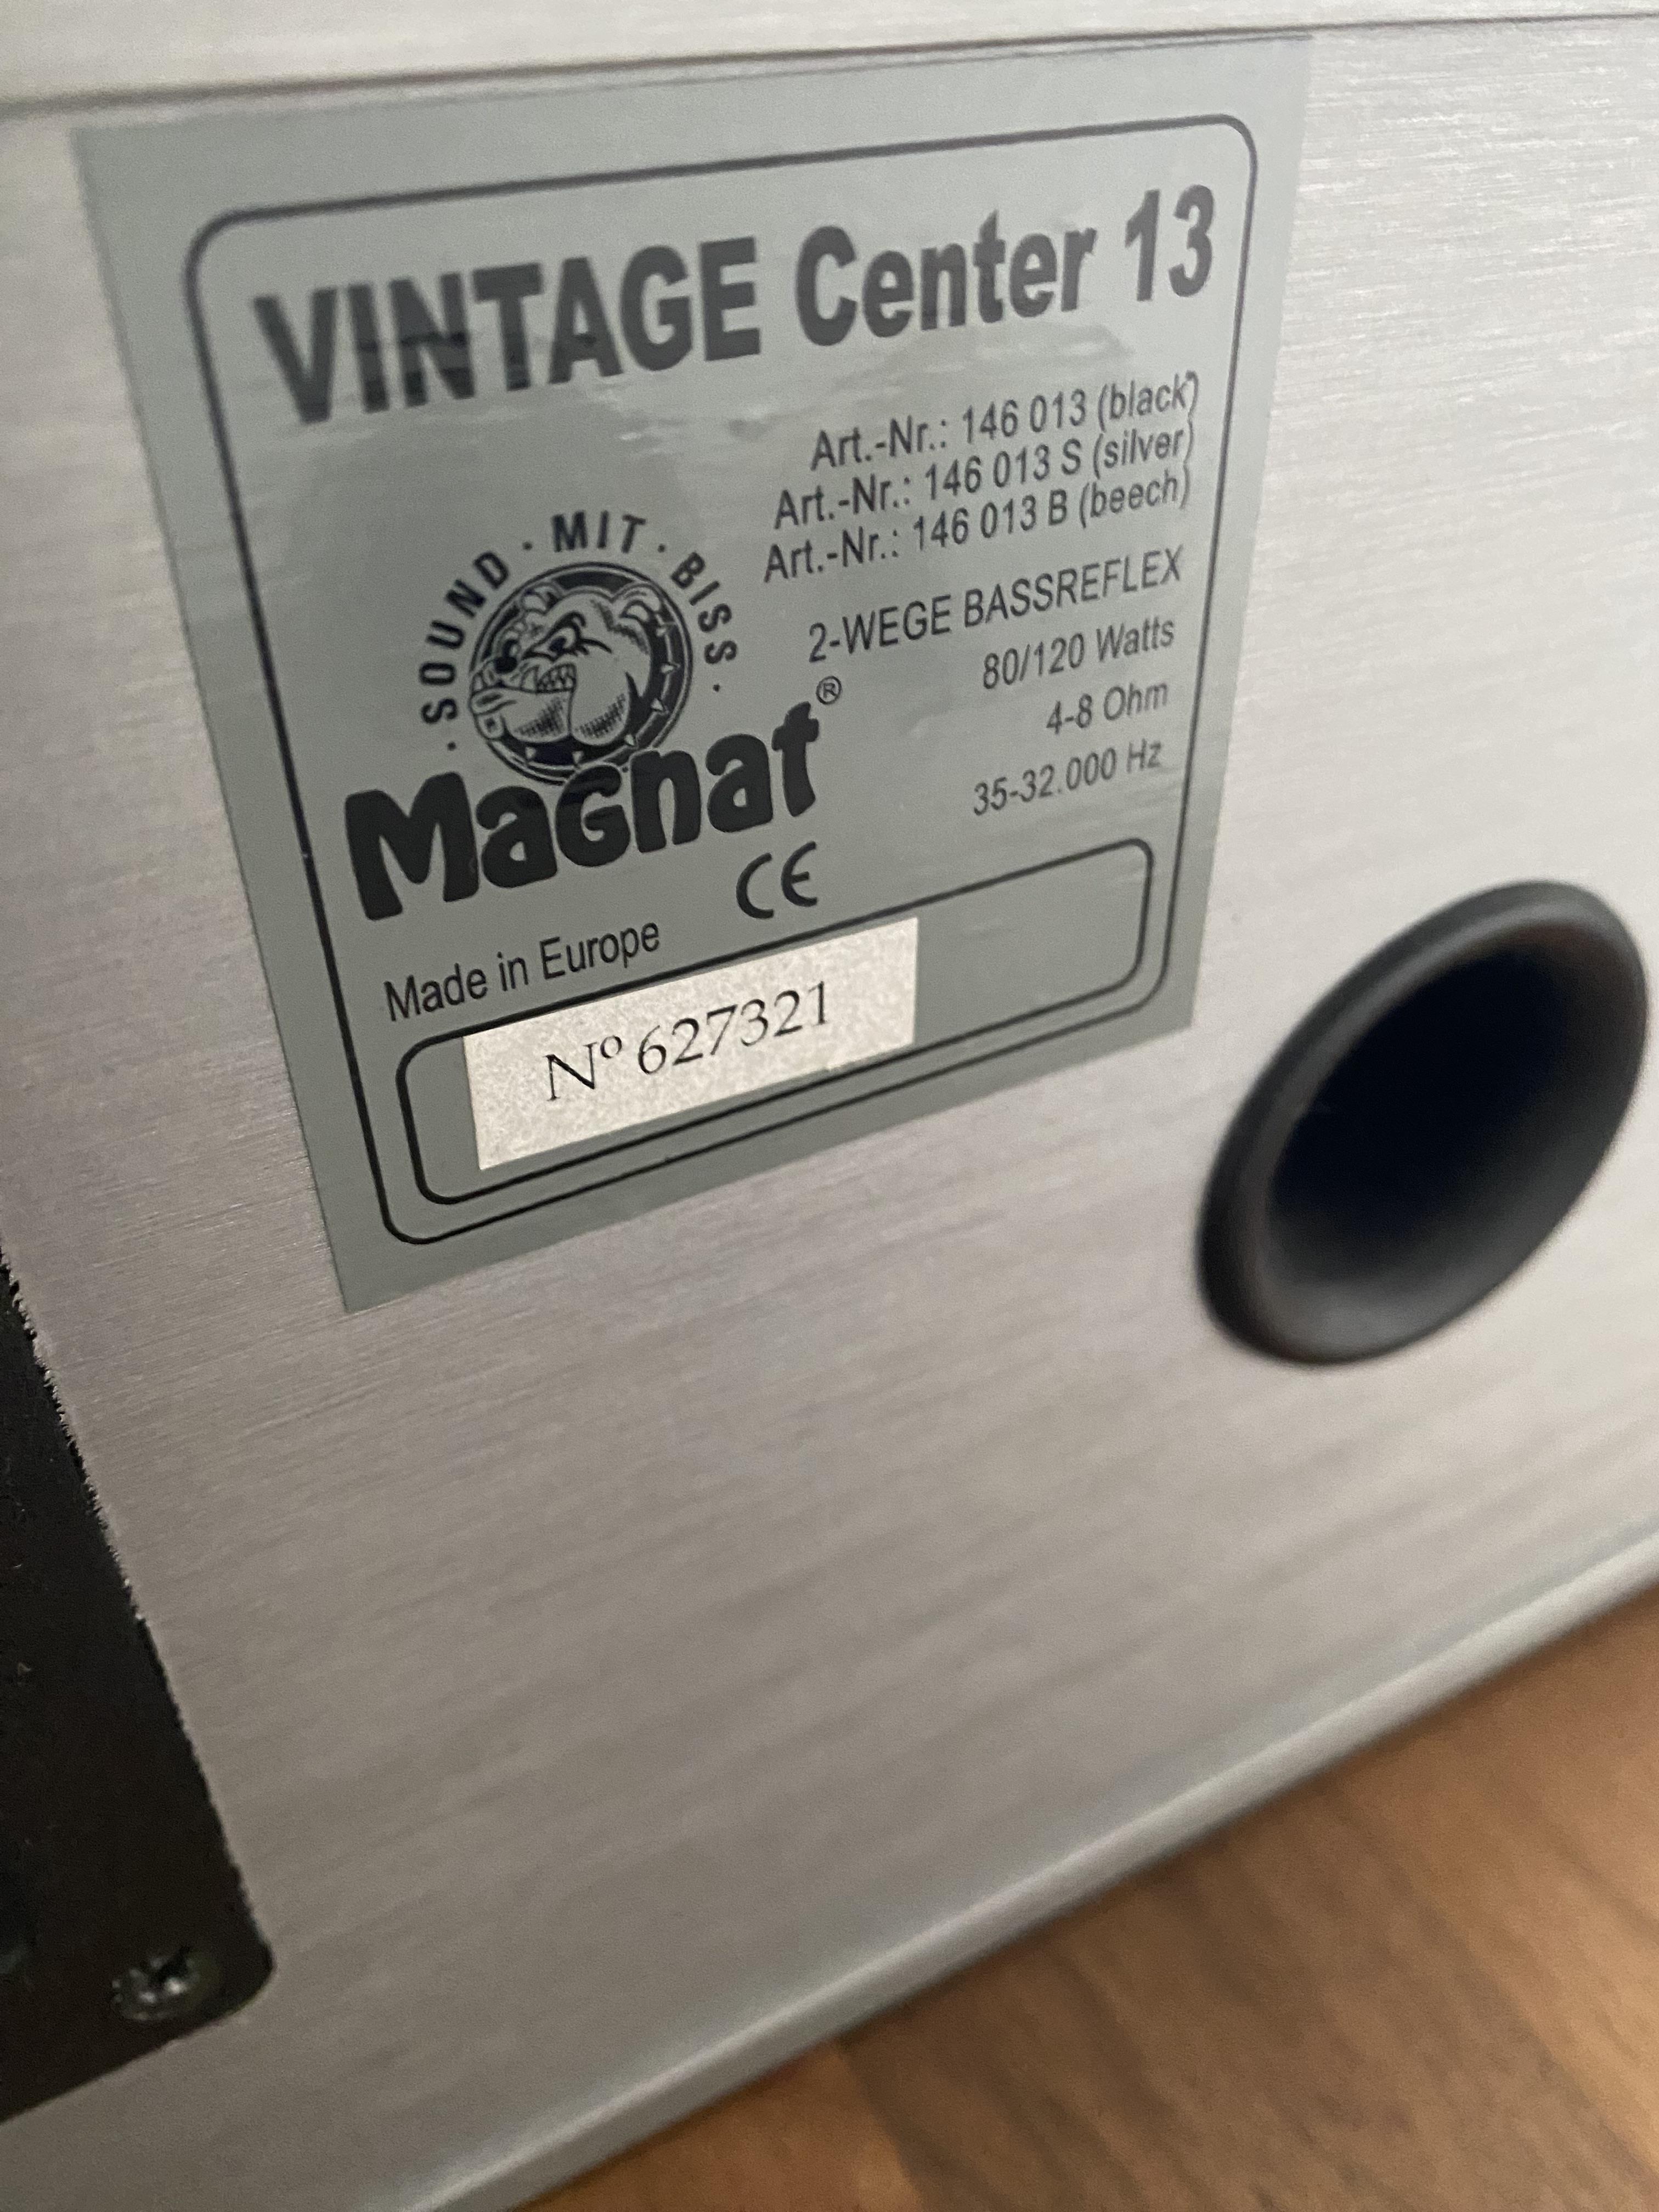 VINTAGE Center 13
Art.-Nr.: 146 013 (black)
Art.-Nr.: 146 013 S (silver)
Art.-Nr.: 146 013 B (beech)
2-WEGE BASSREFLEX
80/120 Watts
4-8 Ohm
35-32.000 Hz
· SOUND · MIT · BISS ·
Magnat®
CE
Made in Europe
Nº 627321